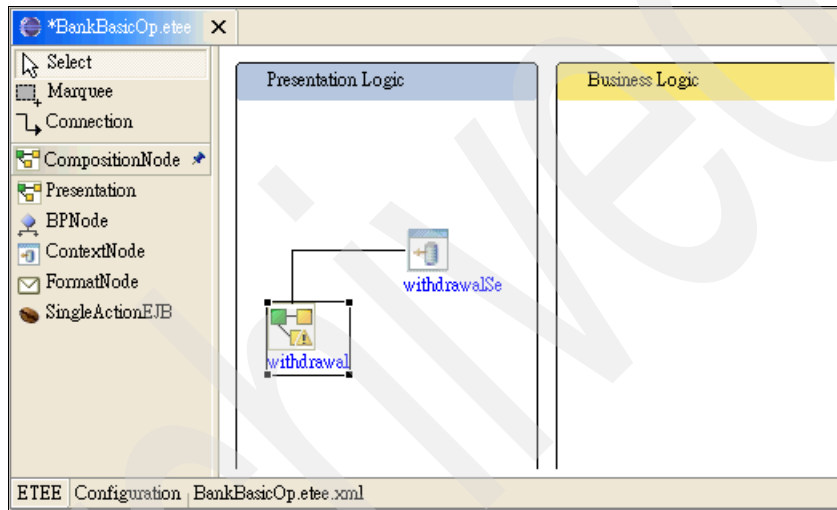 *BankBasicOp.etee
Select
Marquee
Connection
CompositionNode
Presentation
BPNode
ContextNode
FormatNode
SingleActionEJB
Presentation Logic
Business Logic
withdrawalSe
withdrawal
ETEE Configuration BankBasicOp.etee.xml